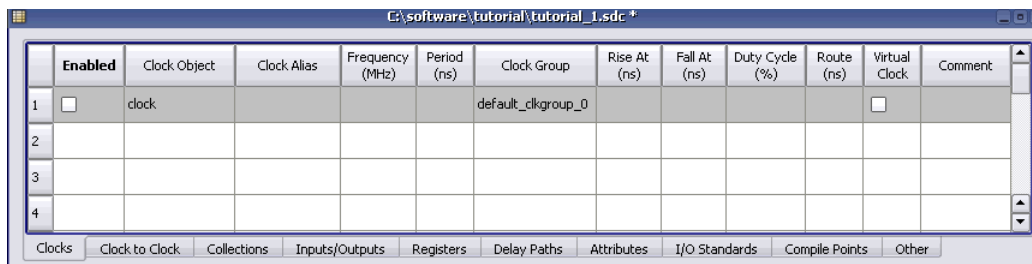 C:\software\tutorial\tutorial_1.sdc *
Enabled Clock Object Clock Alias Frequency (MHz) Period (ns) Clock Group Rise At (ns) Fall At (ns) Duty Cycle (%) Route (ns) Virtual Clock Comment
1 clock default_clkgroup_0
2
3
4
Clocks Clock to Clock Collections Inputs/Outputs Registers Delay Paths Attributes I/O Standards Compile Points Other